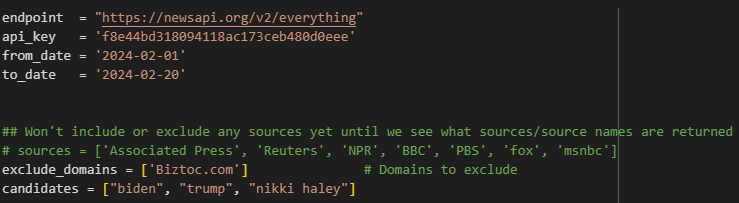 endpoint = "https://newsapi.org/v2/everything"
api_key = 'f8e44bd318094118ac173ceb480d0eee'
from_date = '2024-02-01'
to_date = '2024-02-20'
## Won't include or exclude any sources yet until we see what sources/source names are returned
# sources = ['Associated Press', 'Reuters', 'NPR', 'BBC', 'PBS', 'fox', 'msnbc']
exclude_domains = ['Biztoc.com'] # Domains to exclude
candidates = ["biden", "trump", "nikki haley"]